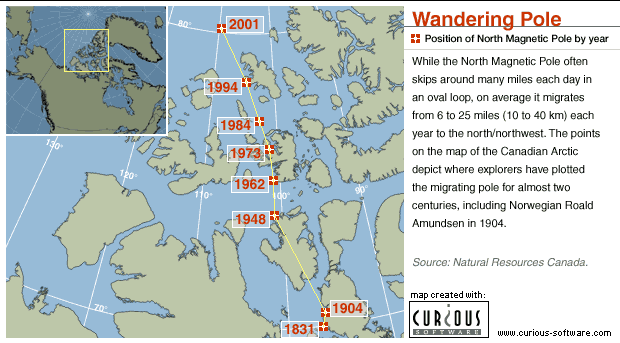 Wandering Pole
Position of North Magnetic Pole by year
While the North Magnetic Pole often
skips around many miles each day in
an oval loop, on average it migrates
from 6 to 25 miles (10 to 40 km) each
year to the north/northwest. The points
on the map of the Canadian Arctic
depict where explorers have plotted
the migrating pole for almost two
centuries, including Norwegian Roald
Amundsen in 1904.
Source: Natural Resources Canada.
map created with:
CURIOUS
SOFTWARE
www.curious-software.com
80°
2001
1994
1984
1973
1962
1948
1904
1831
130°
120°
110°
100°
90°
70°